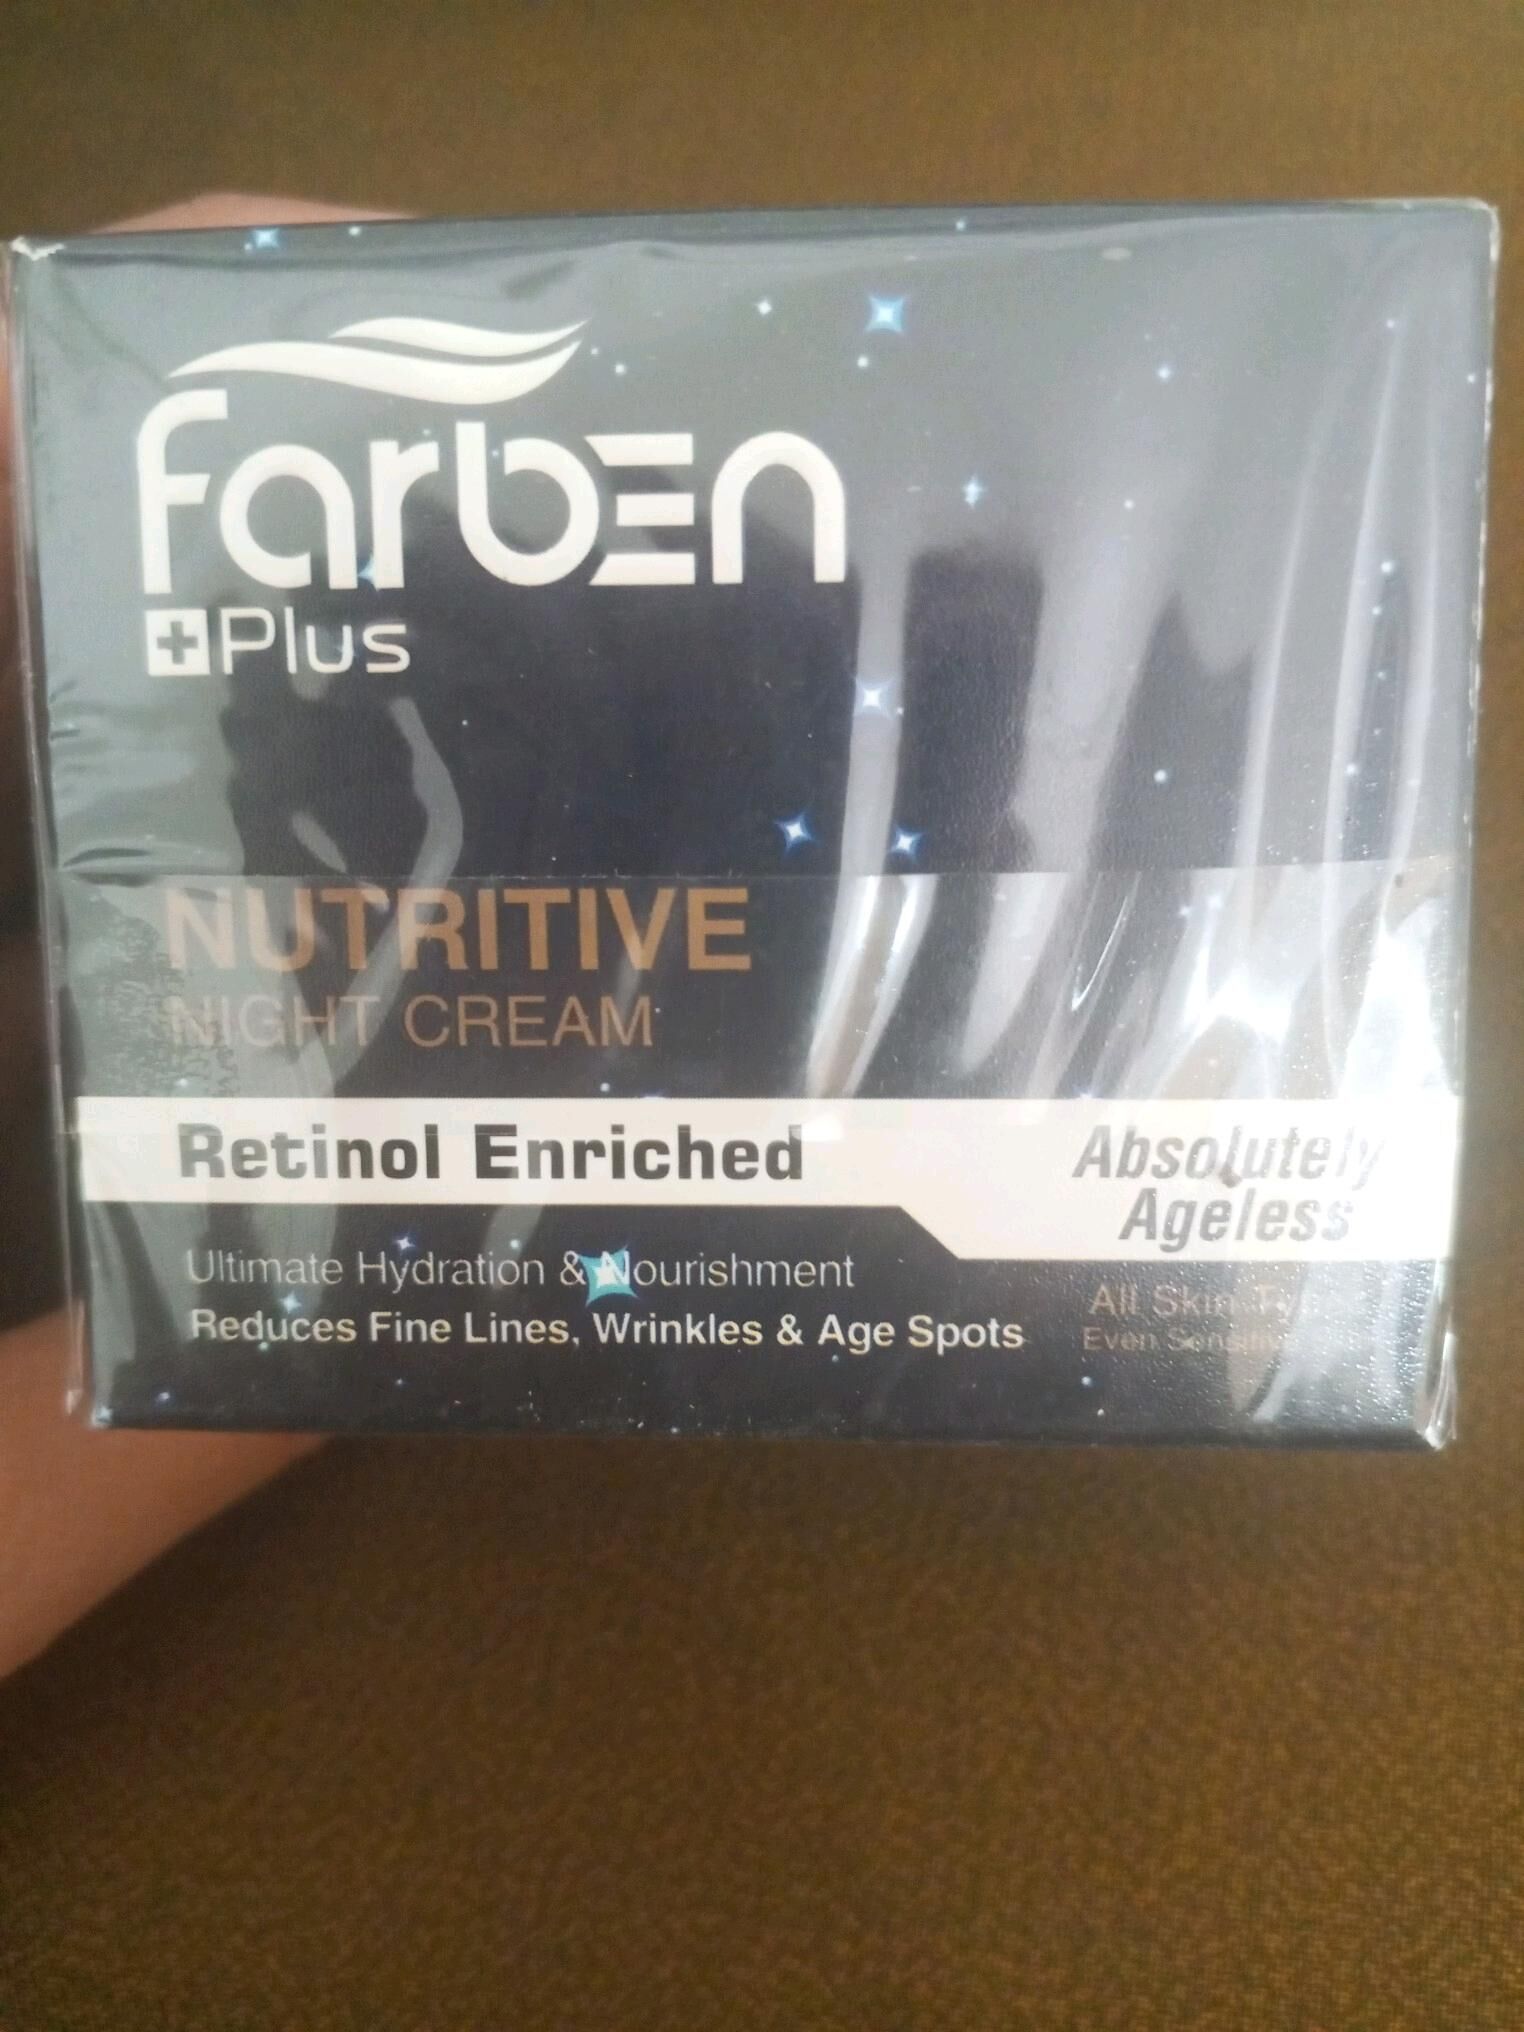 farben
+Plus
NUTRITIVE
NIGHT CREAM
Retinol Enriched
Absolutely
Ageless
Ultimate Hydration & Nourishment
Reduces Fine Lines, Wrinkles & Age Spots
All Skin
Even